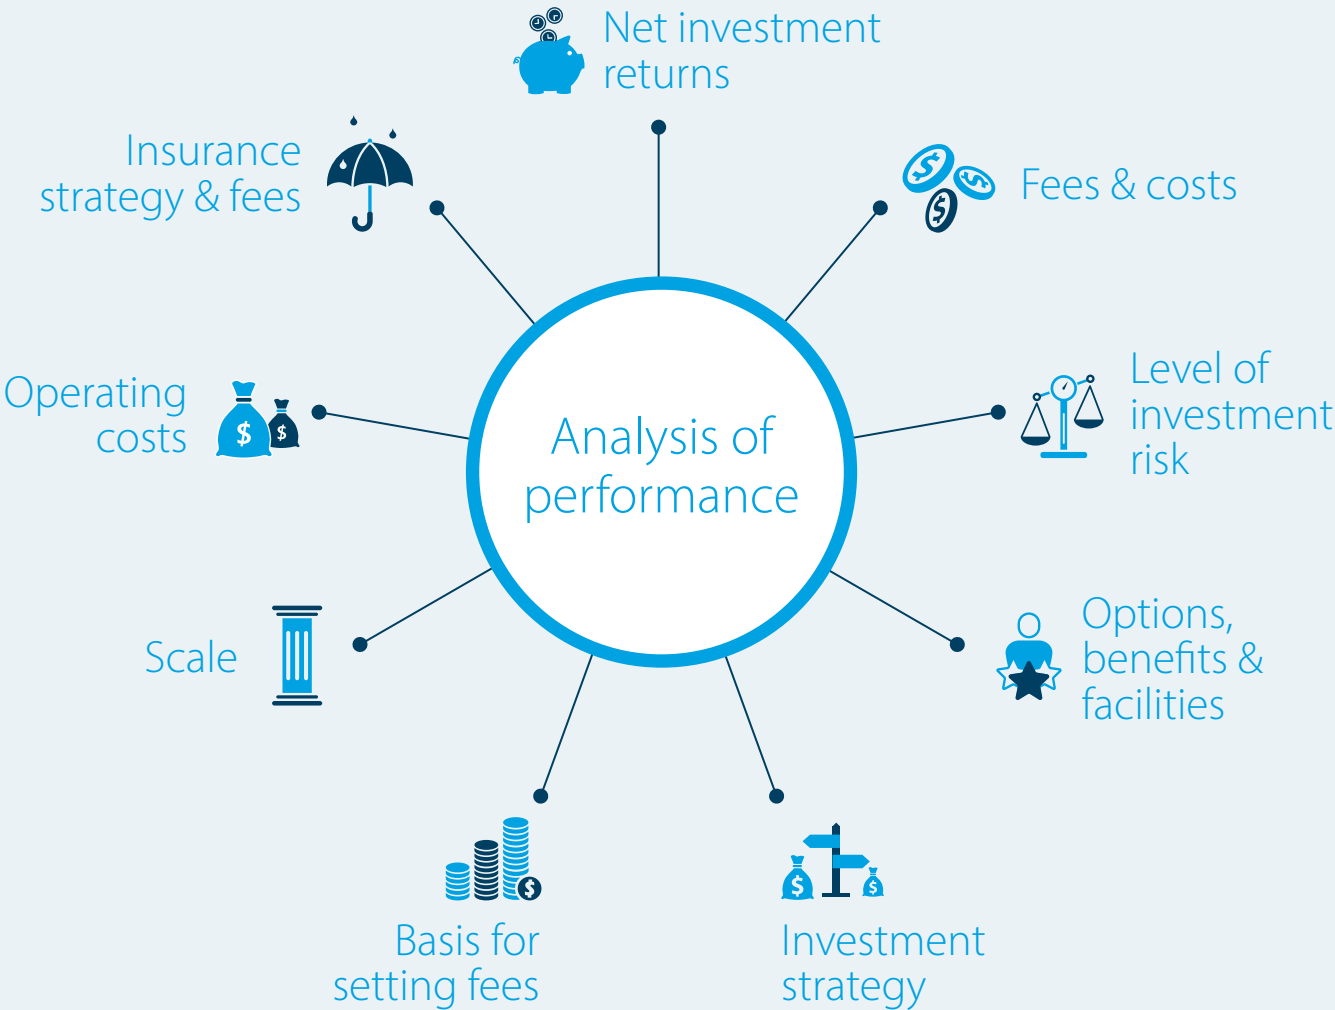 Net investment
returns
Fees & costs
Level of
investment
risk
Options,
benefits &
facilities
Investment
strategy
Basis for
setting fees
Scale
Operating
costs
Insurance
strategy & fees
Analysis of
performance
$
$
$
$
$
$
$
$